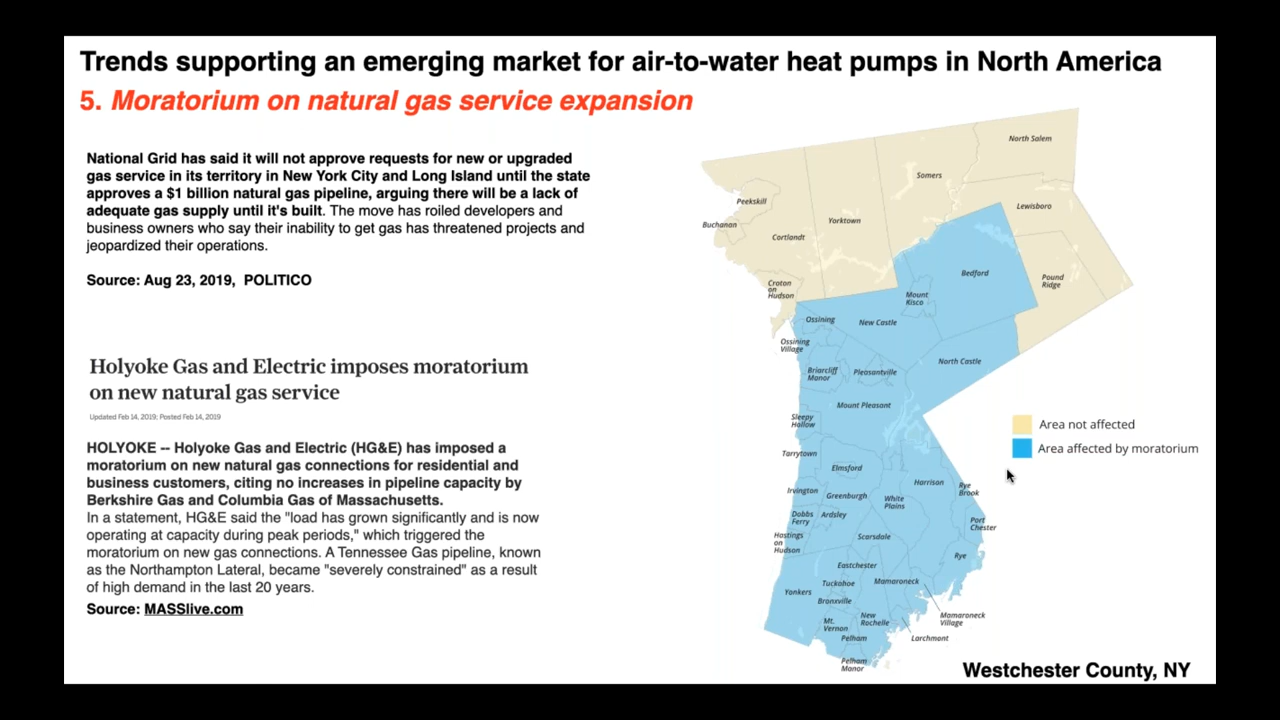 Trends supporting an emerging market for air-to-water heat pumps in North America
5. Moratorium on natural gas service expansion
National Grid has said it will not approve requests for new or upgraded
gas service in its territory in New York City and Long Island until the state
approves a $1 billion natural gas pipeline, arguing there will be a lack of
adequate gas supply until it's built. The move has roiled developers and
business owners who say their inability to get gas has threatened projects and
jeopardized their operations.
Source: Aug 23, 2019, POLITICO
Holyoke Gas and Electric imposes moratorium
on new natural gas service
Updated Feb 14, 2019; Posted Feb 14, 2019
HOLYOKE -- Holyoke Gas and Electric (HG&E) has imposed a
moratorium on new natural gas connections for residential and
business customers, citing no increases in pipeline capacity by
Berkshire Gas and Columbia Gas of Massachusetts.
In a statement, HG&E said the "load has grown significantly and is now
operating at capacity during peak periods," which triggered the
moratorium on new gas connections. A Tennessee Gas pipeline, known
as the Northampton Lateral, became "severely constrained" as a result
of high demand in the last 20 years.
Source: MASSlive.com
North Salem
Somers
Peekskill
Lewisboro
Buchanan
Yorktown
Cortlandt
Bedford
Pound
Ridge
Croton
on
Hudson
Mount
Risco
Ossining
New Castle
Ossining
Village
North Castle
Briarcliff
Manor
Pleasantville
Mount Pleasant
Sleepy
Hollow
Area not affected
Area affected by moratorium
Tarrytown
Elmsford
Harrison
Rye
Brook
Irvington
Greenburgh
White
Plains
Dobbs
Ferry
Ardsley
Port
Chester
Hastings
on
Hudson
Scarsdale
Rye
Eastchester
Tuckahoe
Mamaroneck
Yonkers
Bronxville
Mt.
Vernon
New
Rochelle
Mamaroneck
Village
Pelham
Larchmont
Pelham
Manor
Westchester County, NY